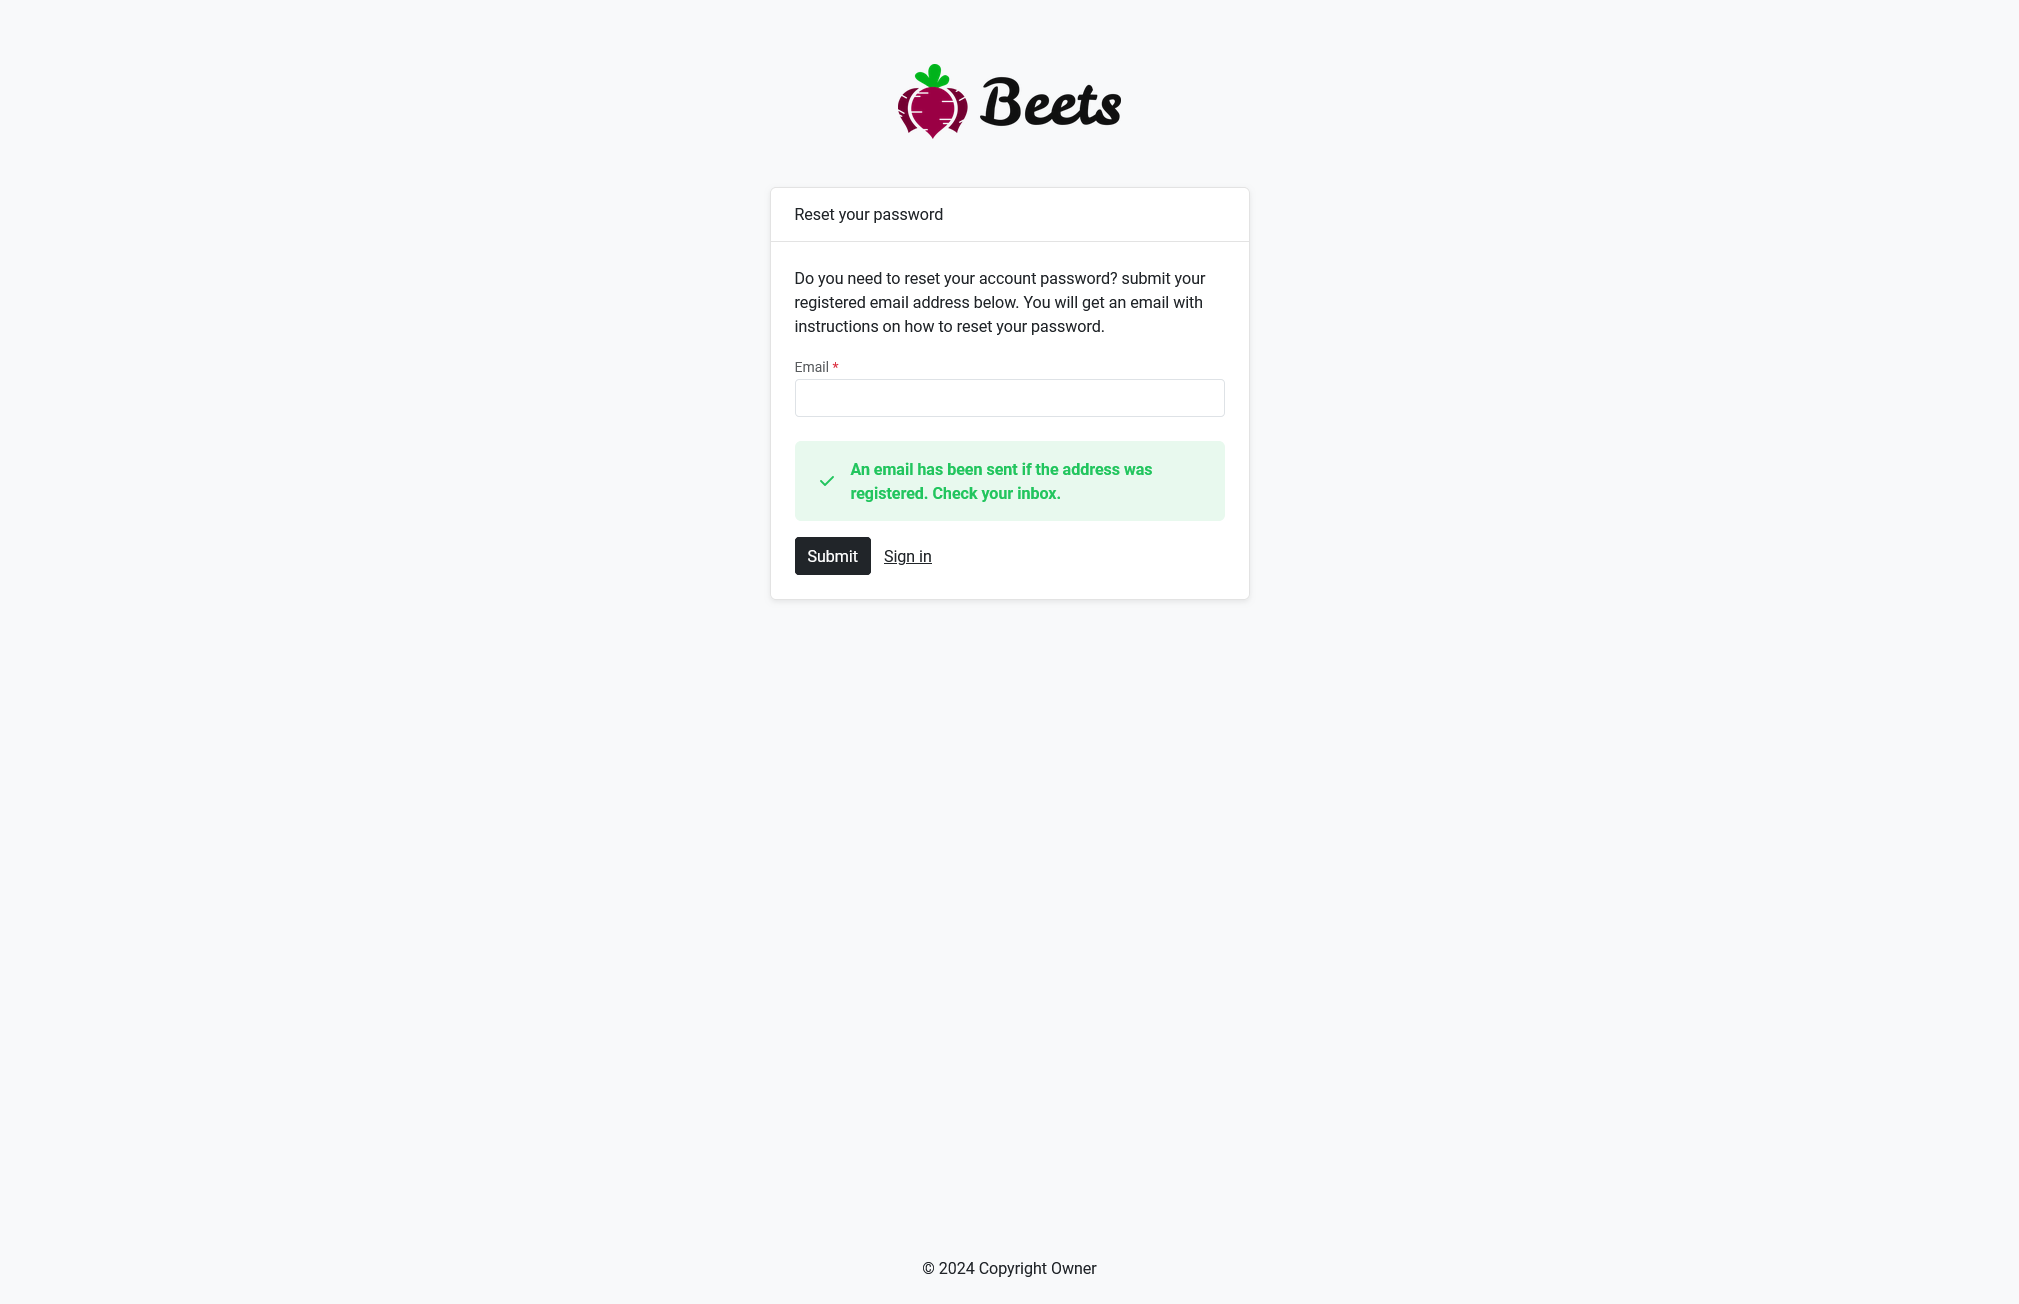 Beets
Reset your password
Do you need to reset your account password? submit your
registered email address below. You will get an email with
instructions on how to reset your password.
Email *
An email has been sent if the address was
registered. Check your inbox.
Submit Sign in
© 2024 Copyright Owner